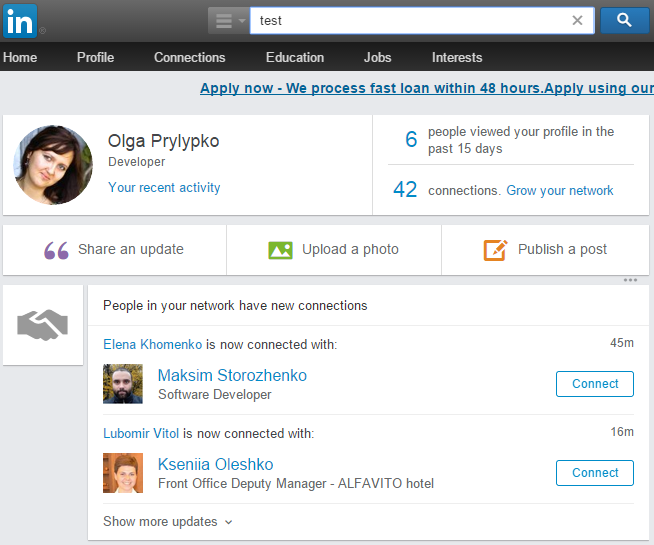 in
test
Home Profile Connections Education Jobs Interests
Apply now - We process fast loan within 48 hours.Apply using our
Olga Prylypko
Developer
Your recent activity
6 people viewed your profile in the
past 15 days
42 connections. Grow your network
Share an update Upload a photo Publish a post
People in your network have new connections
Elena Khomenko is now connected with: 45m
Maksim Storozhenko
Software Developer
Connect
Lubomir Vitol is now connected with: 16m
Kseniia Oleshko
Front Office Deputy Manager - ALFAVITO hotel
Connect
Show more updates